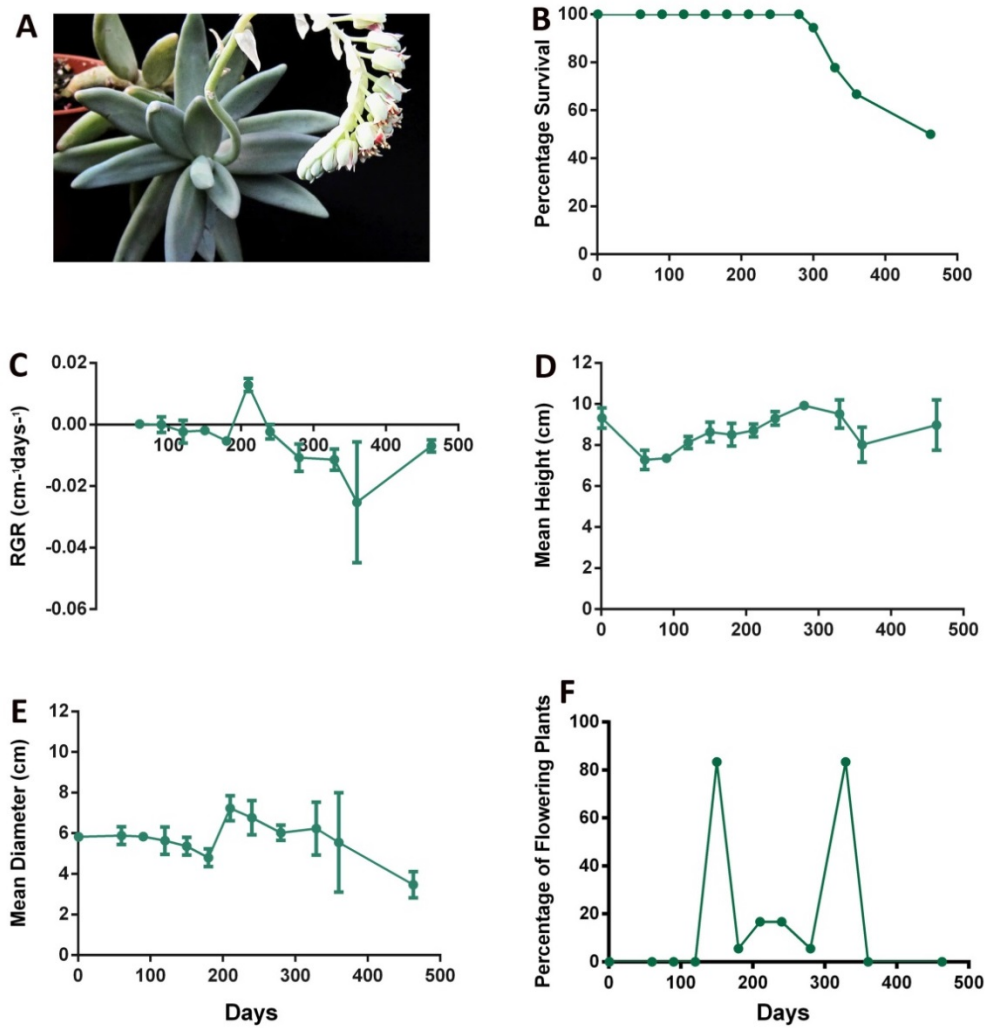 A
B
Percentage Survival
100
80
60
40
20
0
0 100 200 300 400 500
C
RGR (cm-¹days-¹)
0.02
0.00
-0.02
-0.04
-0.06
100 200 300 400 500
D
Mean Height (cm)
12
10
8
6
4
2
0
0 100 200 300 400 500
E
Mean Diameter (cm)
12
10
8
6
4
2
0
0 100 200 300 400 500
Days
F
Percentage of Flowering Plants
100
80
60
40
20
0
0 100 200 300 400 500
Days